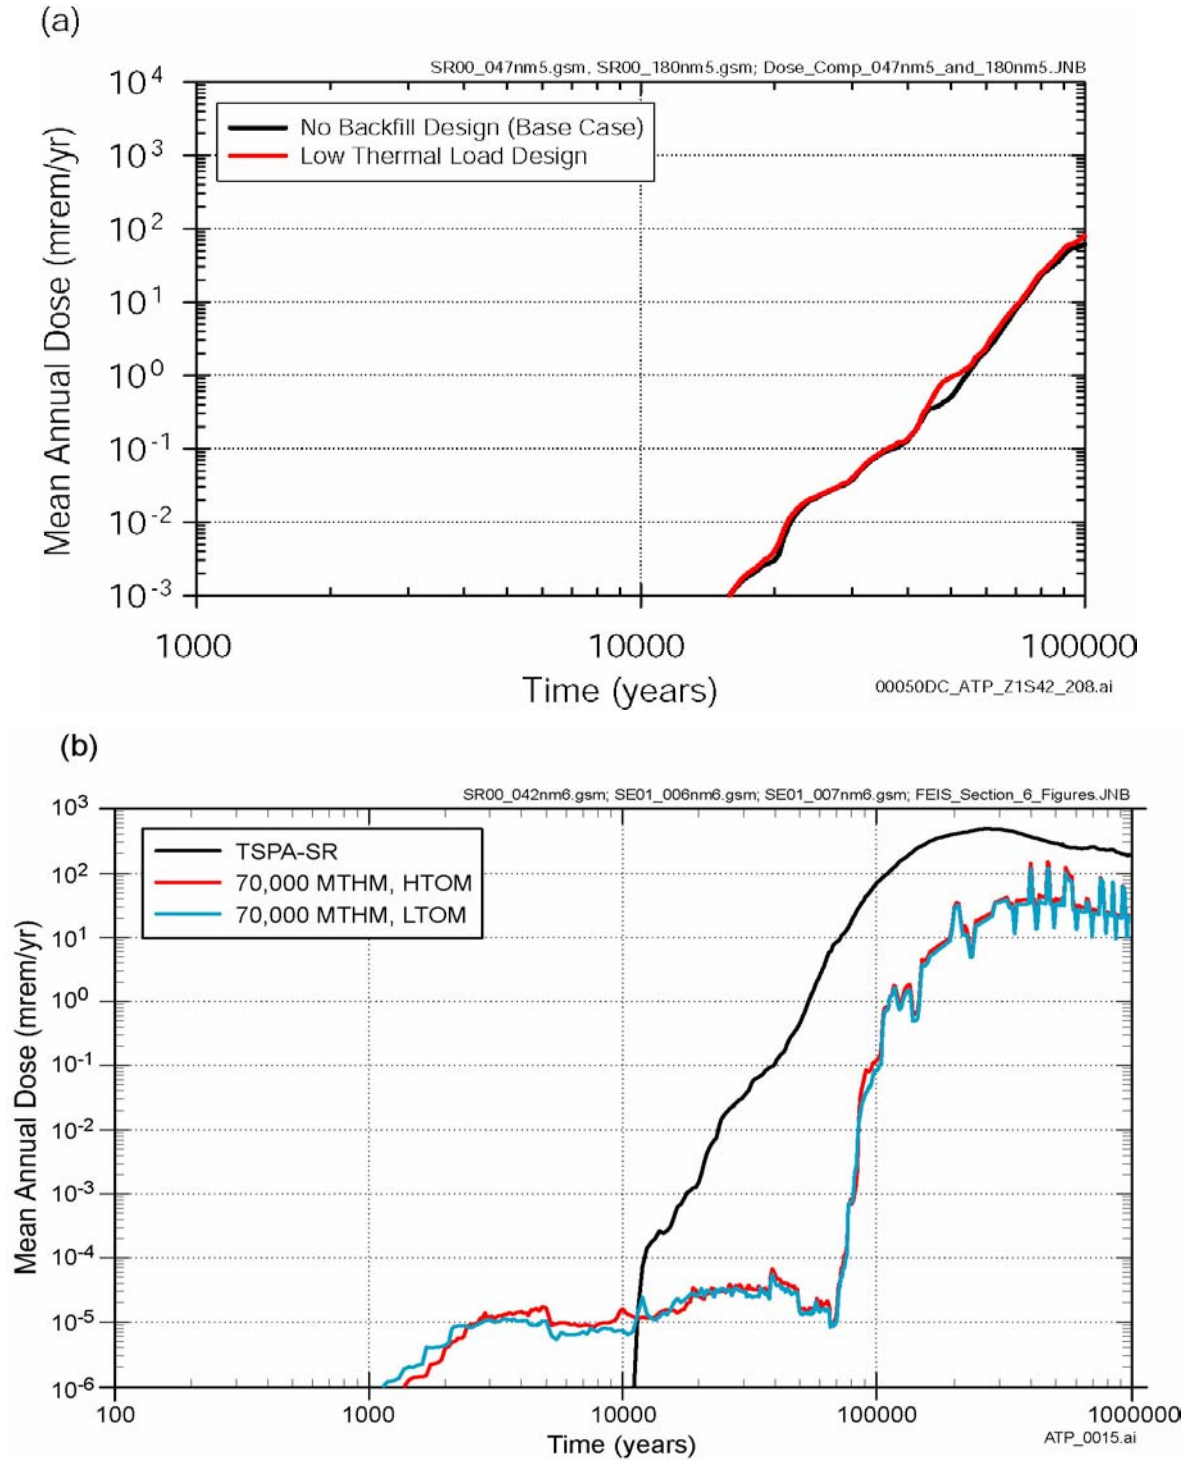 (a)
SR00_047nm5.gsm, SR00_180nm5.gsm; Dose_Comp_047nm5_and_180nm5.JNB
Mean Annual Dose (mrem/yr)
10^4
10^3
10^2
10^1
10^0
10^-1
10^-2
10^-3
No Backfill Design (Base Case)
Low Thermal Load Design
1000 10000 100000
Time (years)
00050DC_ATP_Z1S42_208.ai
(b)
SR00_042nm6.gsm; SE01_006nm6.gsm; SE01_007nm6.gsm; FEIS_Section_6_Figures.JNB
Mean Annual Dose (mrem/yr)
10^3
10^2
10^1
10^0
10^-1
10^-2
10^-3
10^-4
10^-5
10^-6
TSPA-SR
70,000 MTHM, HTOM
70,000 MTHM, LTOM
100 1000 10000 100000 1000000
Time (years)
ATP_0015.ai